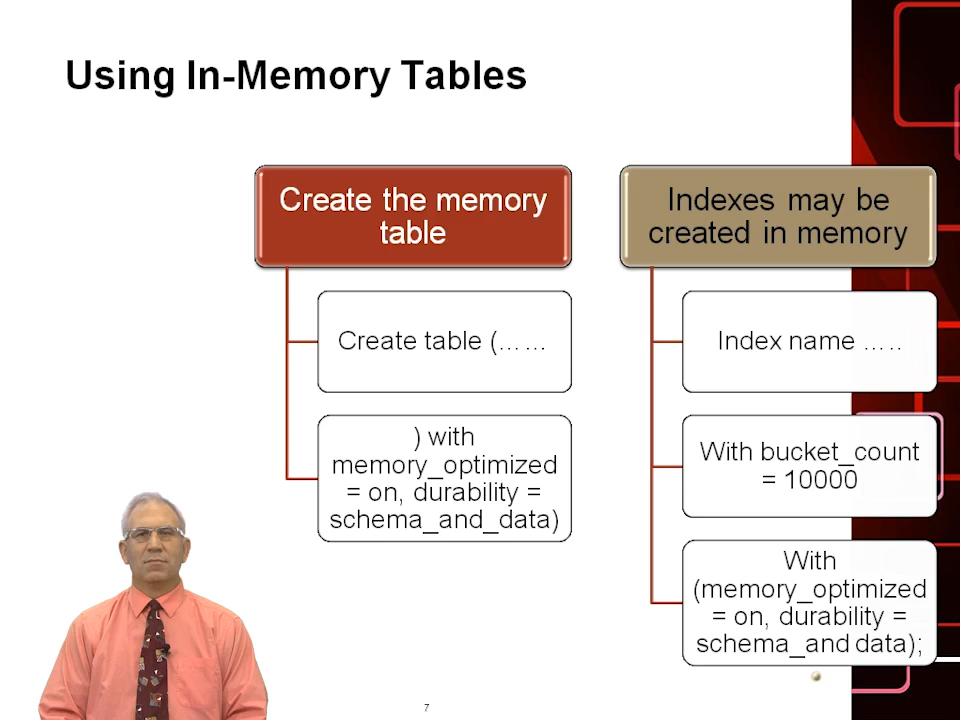 Using In-Memory Tables
Create the memory
table
Create table (……
) with
memory_optimized
= on, durability =
schema_and_data)
Indexes may be
created in memory
Index name …..
With bucket_count
= 10000
With
(memory_optimized
= on, durability =
schema_and data);
7